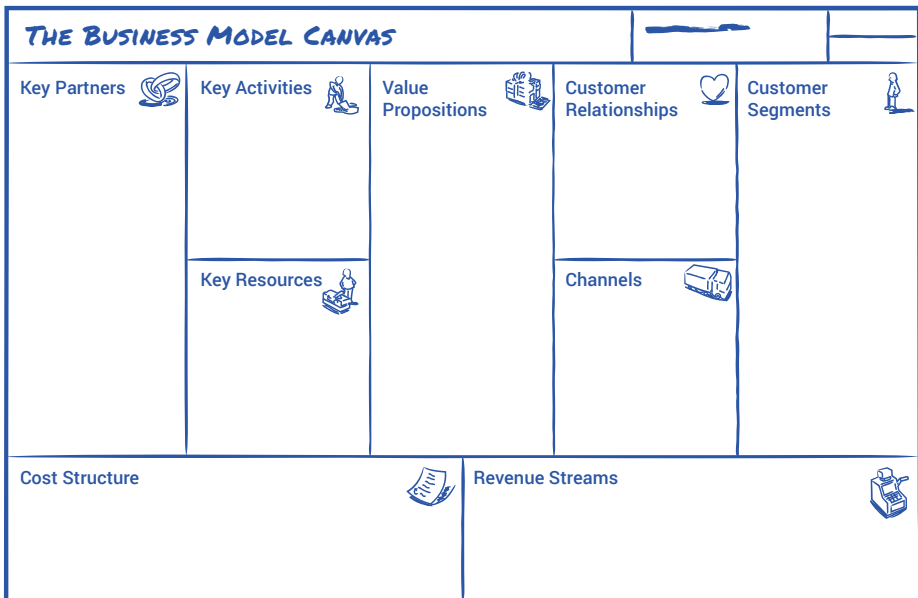 THE BUSINESS MODEL CANVAS
Key Partners
Key Activities
Value
Propositions
Customer
Relationships
Customer
Segments
Key Resources
Channels
Cost Structure
Revenue Streams